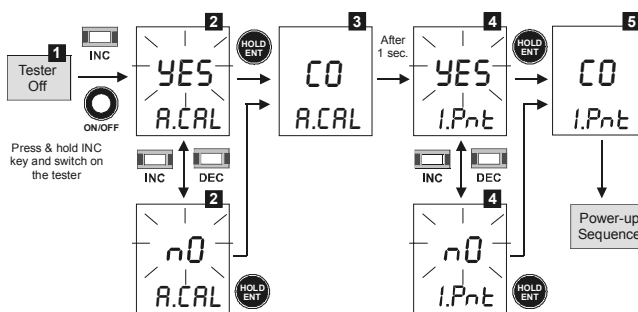 1
Tester
Off
INC
ON/OFF
Press & hold INC
key and switch on
the tester
2
YES
A.CAL
HOLD
ENT
INC
DEC
2
n0
A.CAL
HOLD
ENT
3
CO
A.CAL
After
1 sec.
4
YES
1.Pnt
HOLD
ENT
INC
DEC
4
n0
1.Pnt
HOLD
ENT
5
CO
1.Pnt
Power-up
Sequence